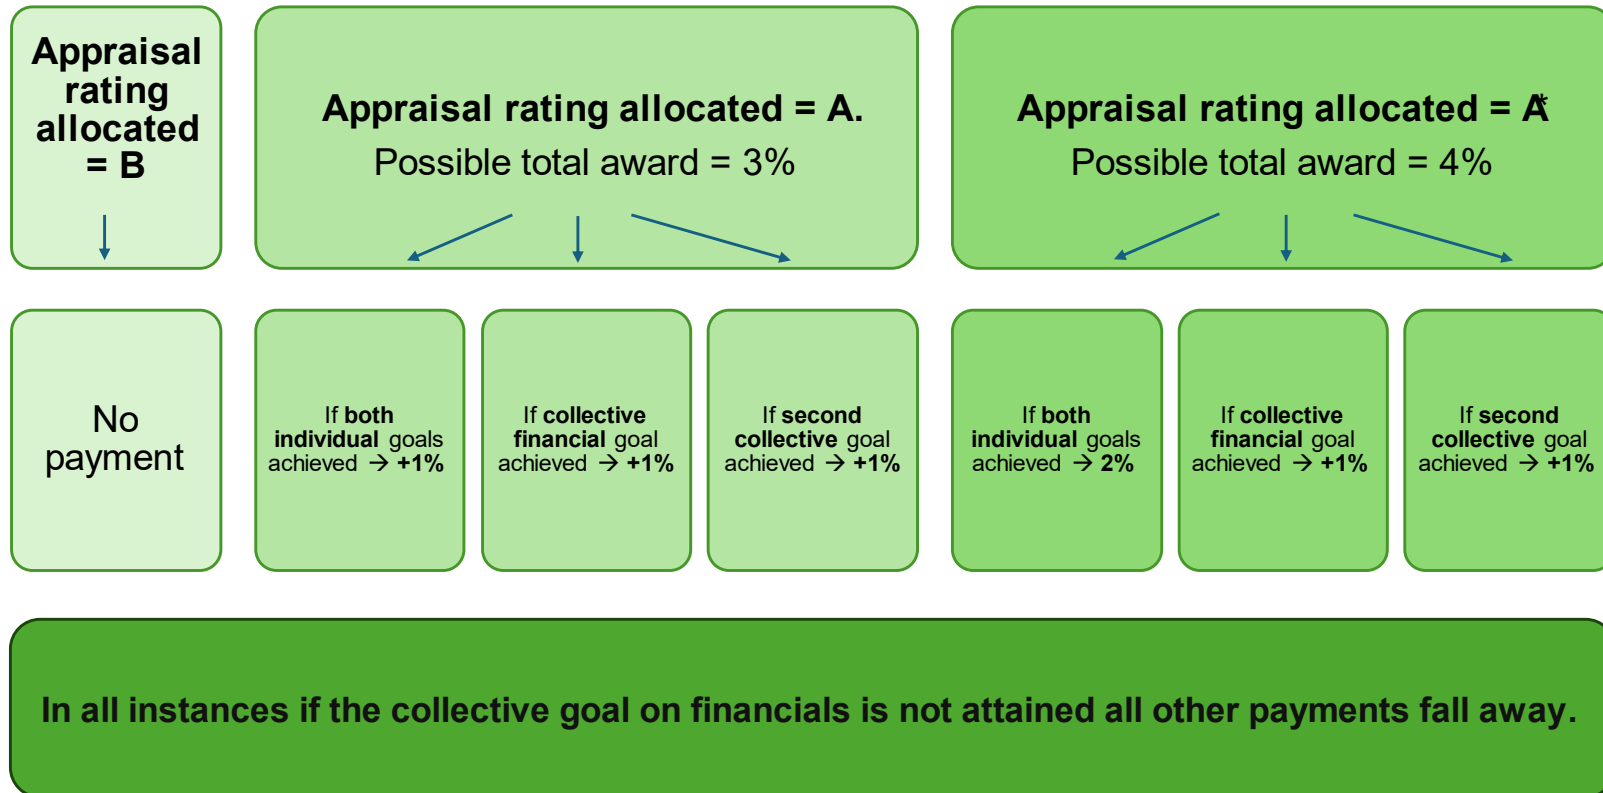 Appraisal
rating
allocated
= B
Appraisal rating allocated = A.
Possible total award = 3%
Appraisal rating allocated = A*
Possible total award = 4%
No
payment
If both
individual goals
achieved → +1%
If collective
financial goal
achieved → +1%
If second
collective goal
achieved → +1%
If both
individual goals
achieved → 2%
If collective
financial goal
achieved → +1%
If second
collective goal
achieved → +1%
In all instances if the collective goal on financials is not attained all other payments fall away.